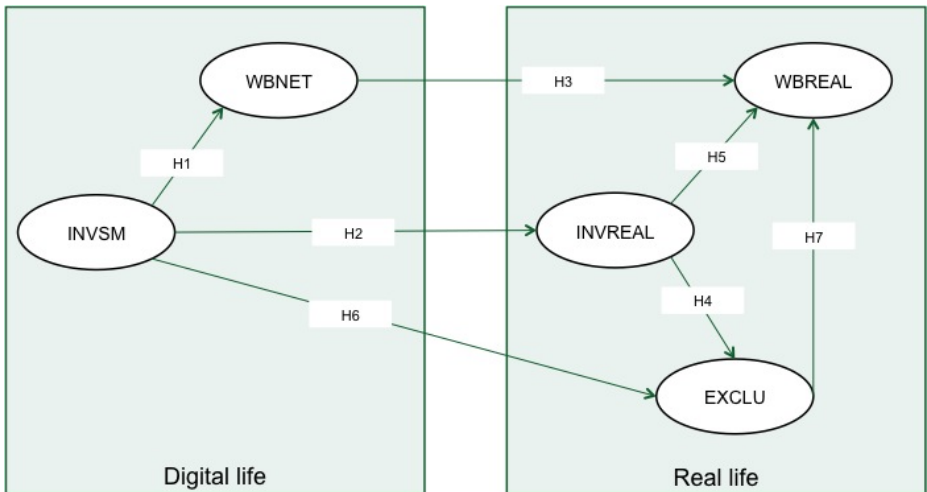 WBNET
H3
WBREAL
H1
H5
INVSM
H2
INVREAL
H7
H6
H4
EXCLU
Digital life
Real life